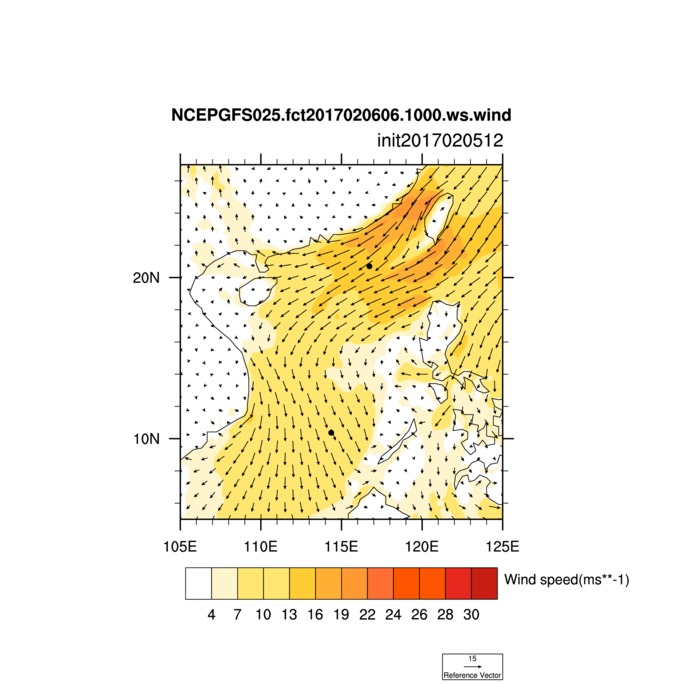 NCEPGFS025.fct2017020606.1000.ws.wind
init2017020512
20N
10N
105E 110E 115E 120E 125E
Wind speed(ms**-1)
4 7 10 13 16 19 22 24 26 28 30
15
Reference Vector